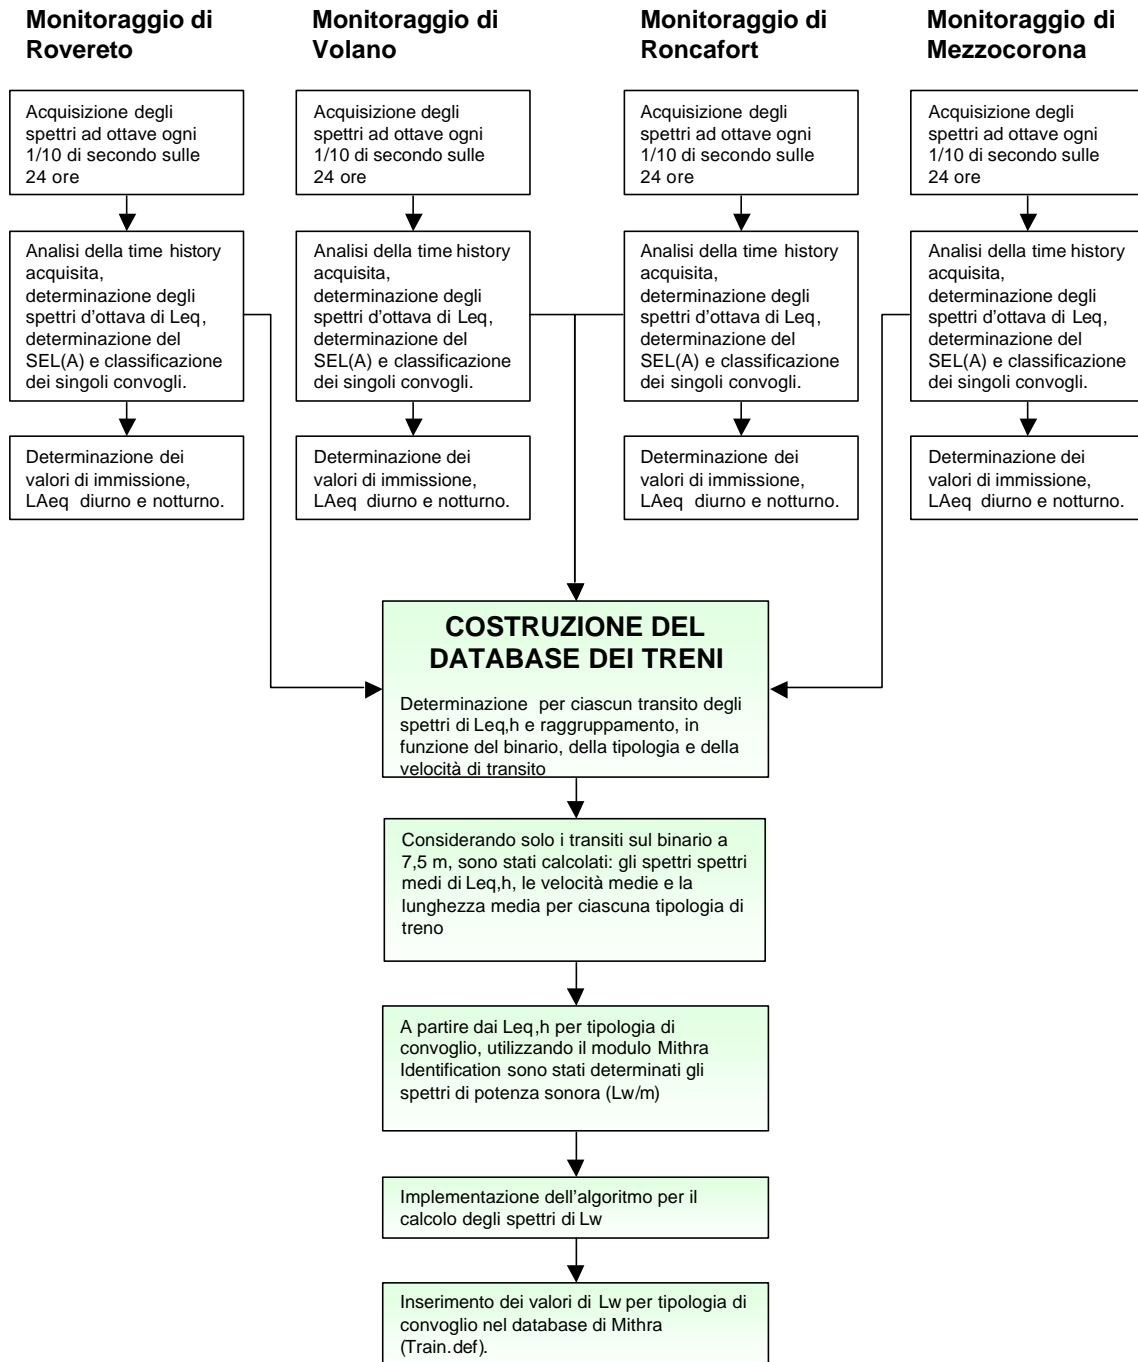 Monitoraggio di
Rovereto
Monitoraggio di
Volano
Monitoraggio di
Roncafort
Monitoraggio di
Mezzocorona
Acquisizione degli
spettri ad ottave ogni
1/10 di secondo sulle
24 ore
Acquisizione degli
spettri ad ottave ogni
1/10 di secondo sulle
24 ore
Acquisizione degli
spettri ad ottave ogni
1/10 di secondo sulle
24 ore
Acquisizione degli
spettri ad ottave ogni
1/10 di secondo sulle
24 ore
Analisi della time history
acquisita,
determinazione degli
spettri d'ottava di Leq,
determinazione del
SEL(A) e classificazione
dei singoli convogli.
Analisi della time history
acquisita,
determinazione degli
spettri d'ottava di Leq,
determinazione del
SEL(A) e classificazione
dei singoli convogli.
Analisi della time history
acquisita,
determinazione degli
spettri d'ottava di Leq,
determinazione del
SEL(A) e classificazione
dei singoli convogli.
Analisi della time history
acquisita,
determinazione degli
spettri d'ottava di Leq,
determinazione del
SEL(A) e classificazione
dei singoli convogli.
Determinazione dei
valori di immissione,
LAeq diurno e notturno.
Determinazione dei
valori di immissione,
LAeq diurno e notturno.
Determinazione dei
valori di immissione,
LAeq diurno e notturno.
Determinazione dei
valori di immissione,
LAeq diurno e notturno.
COSTRUZIONE DEL
DATABASE DEI TRENI
Determinazione per ciascun transito degli
spettri di Leq,h e raggruppamento, in
funzione del binario, della tipologia e della
velocità di transito
Considerando solo i transiti sul binario a
7,5 m, sono stati calcolati: gli spettri spettri
medi di Leq,h, le velocità medie e la
lunghezza media per ciascuna tipologia di
treno
A partire dai Leq,h per tipologia di
convoglio, utilizzando il modulo Mithra
Identification sono stati determinati gli
spettri di potenza sonora (Lw/m)
Implementazione dell'algoritmo per il
calcolo degli spettri di Lw
Inserimento dei valori di Lw per tipologia di
convoglio nel database di Mithra
(Train.def).